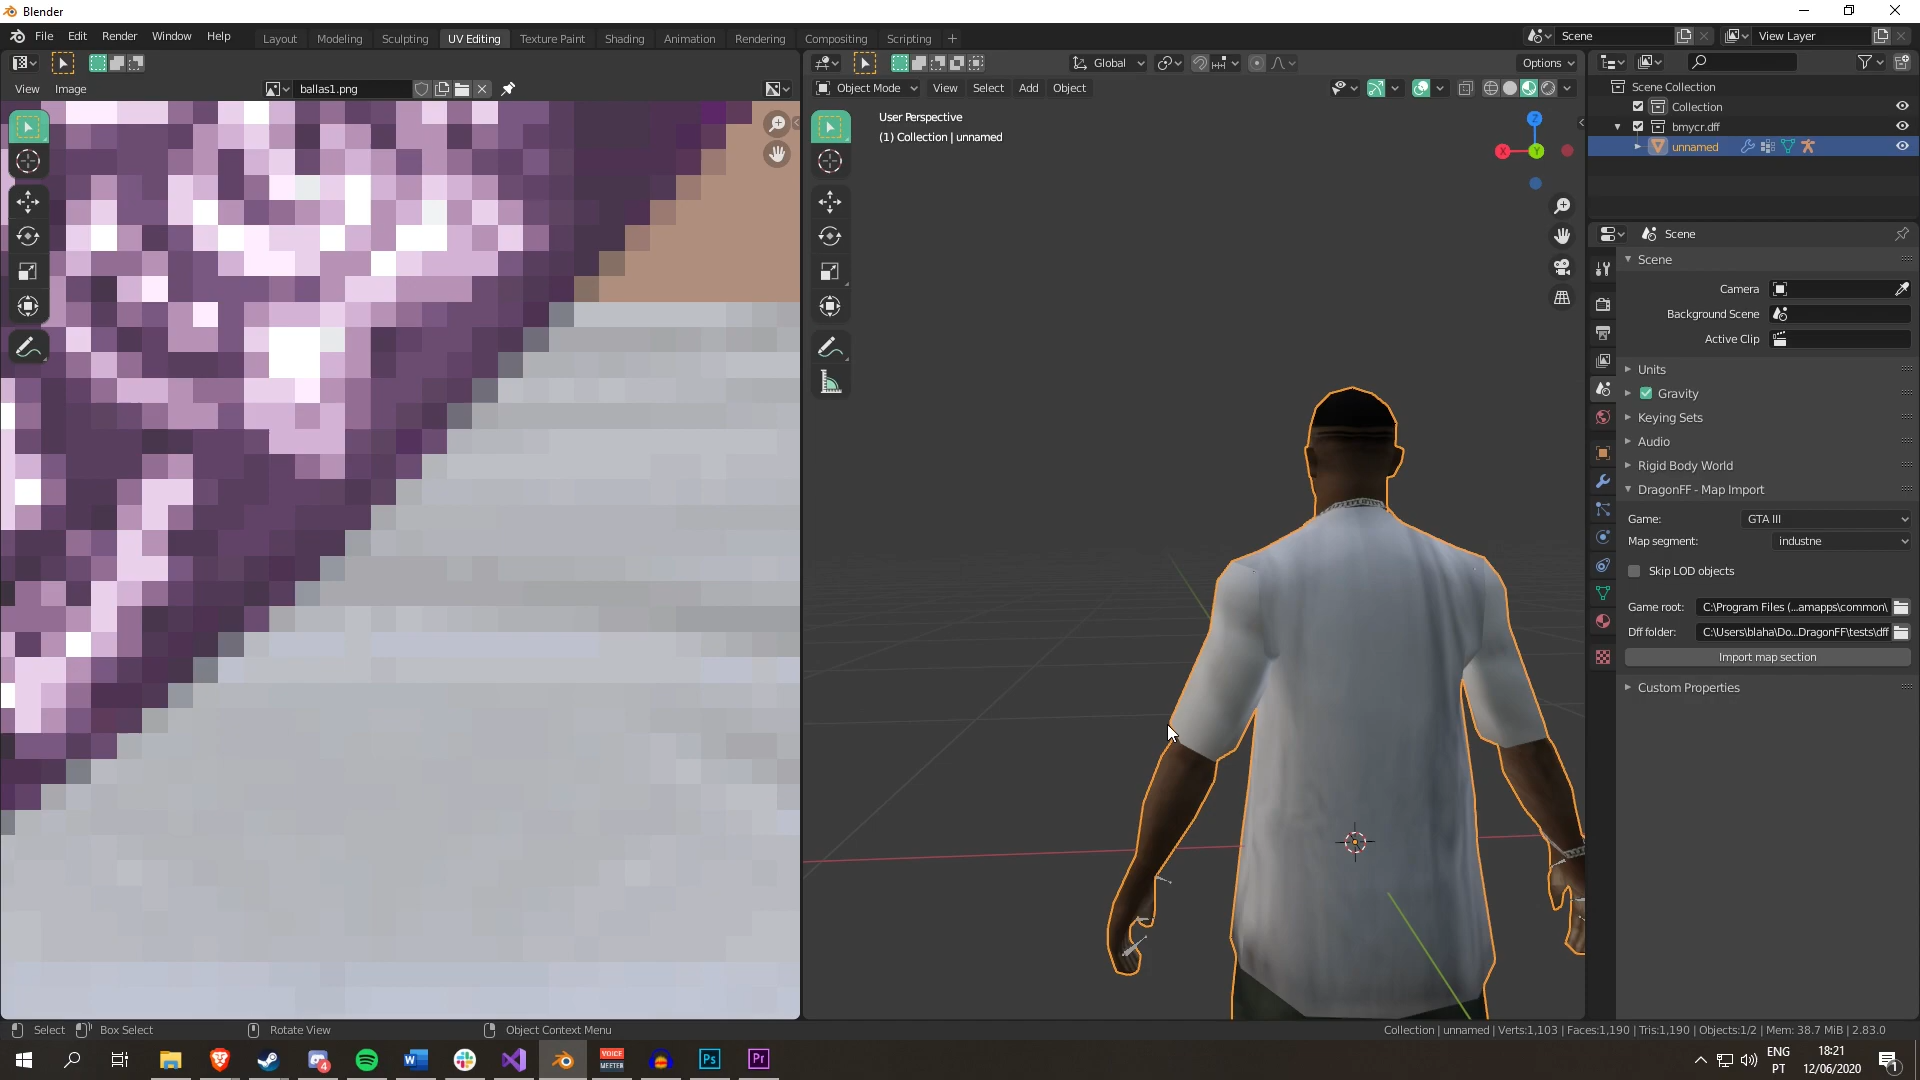 Blender
File Edit Render Window Help Layout Modeling Sculpting UV Editing Texture Paint Shading Animation Rendering Compositing Scripting + Scene View Layer
Global Options
View Image ballas1.png Object Mode View Select Add Object
User Perspective
(1) Collection | unnamed
Z
X
Y
Scene Collection
Collection
bmycr.dff
unnamed
Scene
Scene
Camera
Background Scene
Active Clip
Units
Gravity
Keying Sets
Audio
Rigid Body World
DragonFF - Map Import
Game: GTA III
Map segment: industne
Skip LOD objects
Game root: C:\Program Files (...amapps\common\
Dff folder: C:\Users\blaha\Do...DragonFF\tests\dff
Import map section
Custom Properties
Select Box Select Rotate View Object Context Menu Collection | unnamed | Verts:1,103 | Faces:1,190 | Tris:1,190 | Objects:1/2 | Mem: 38.7 MiB | 2.83.0
4 W VOICE MEETER Ps Pr ENG 18:21
PT 12/06/2020 1